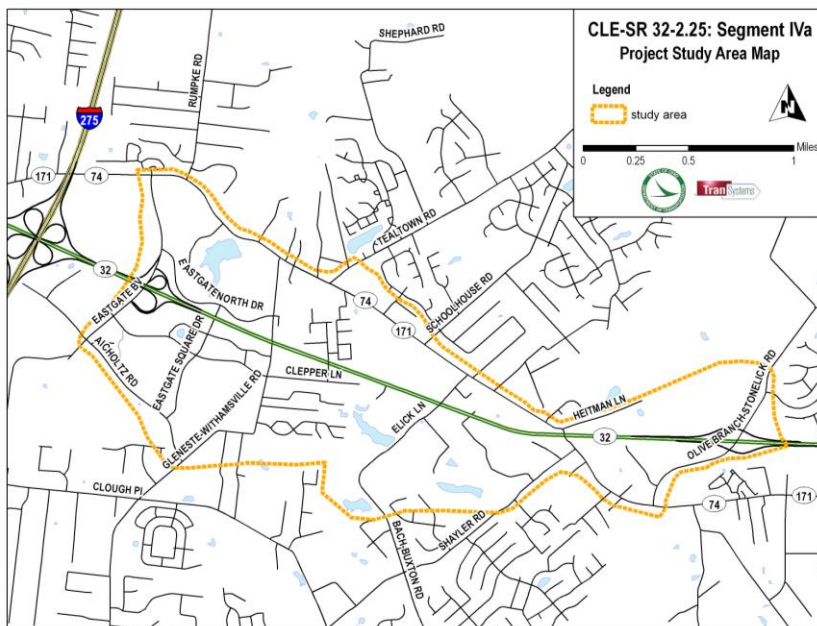 CLE-SR 32-2.25: Segment IVa
Project Study Area Map
Legend
study area
N
Miles
0 0.25 0.5 1
TranSystems
SHEPHARD RD
RUMPKE RD
275
171
74
TEALTOWN RD
32
EASTGATENORTH DR
EASTGATE BV
74
SCHOOLHOUSE RD
171
AICHOLTZ RD
EASTGATE SQUARE DR
CLEPPER LN
HEITMAN LN
ELICK LN
OLIVE BRANCH-STONELICK RD
32
GLENESTE-WITHAMSVILLE RD
CLOUGH PI
SHAYLER RD
74
171
BACH-BUXTON RD